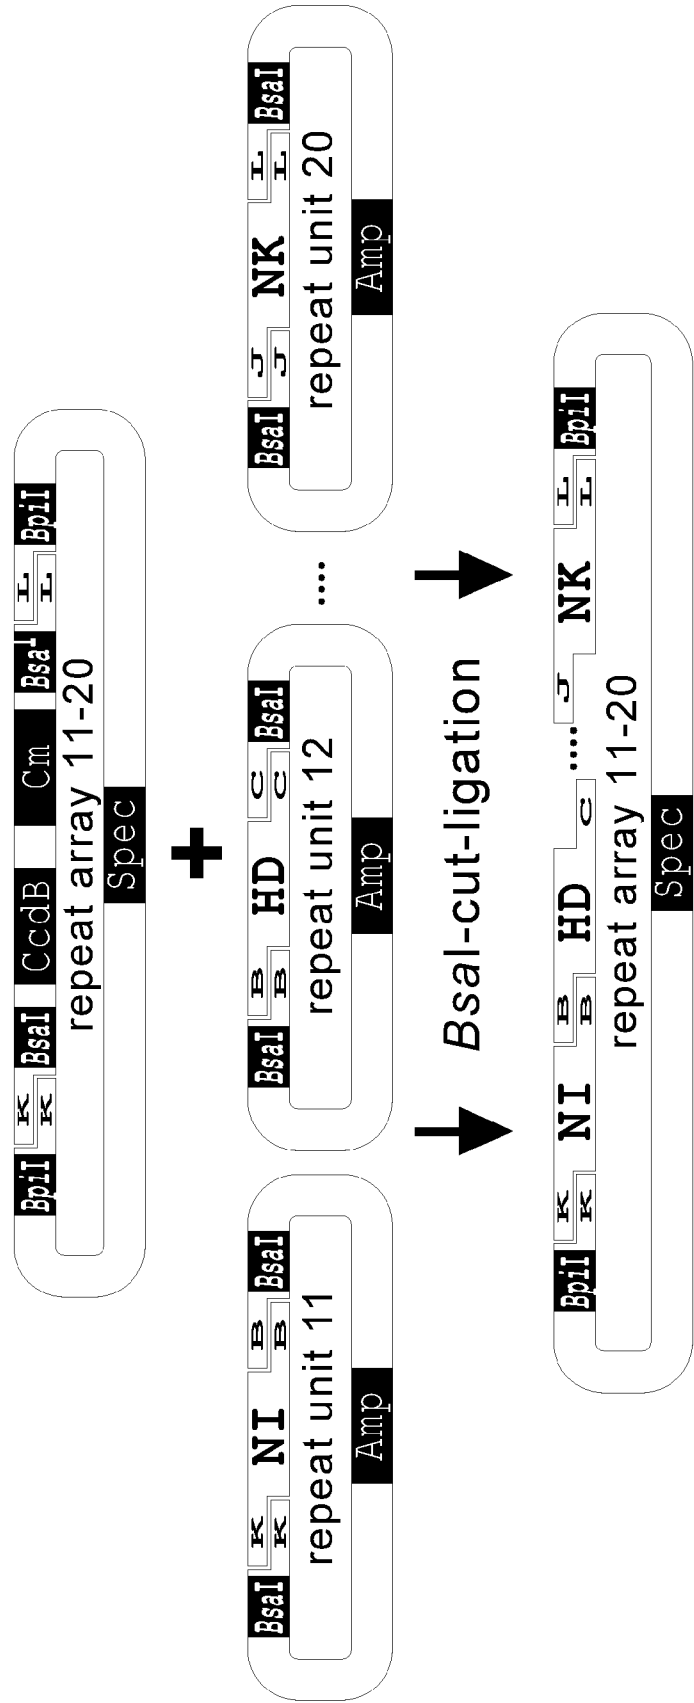 BpiI K K BsaI CcdB Cm BsaI L L BpiI
repeat array 11-20
Spec
+
BsaI K K NI B B BsaI
repeat unit 11
Amp
BsaI B B HD C C BsaI
repeat unit 12
Amp
....
BsaI J J NK L L BsaI
repeat unit 20
Amp
BsaI-cut-ligation
BpiI K K NI B B HD C .... J NK L L BpiI
repeat array 11-20
Spec